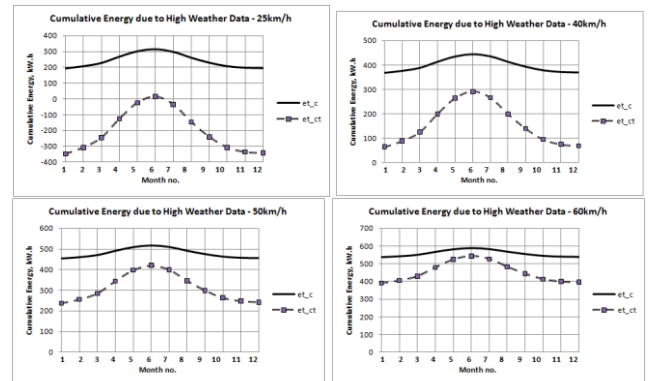 Cumulative Energy due to High Weather Data - 25km/h
Cumulative Energy, kW.h
400
300
200
100
0
-100
-200
-300
-400
1 2 3 4 5 6 7 8 9 10 11 12
Month no.
et_c
et_ct
Cumulative Energy due to High Weather Data - 40km/h
Cumulative Energy, kW.h
500
400
300
200
100
0
1 2 3 4 5 6 7 8 9 10 11 12
Month no.
et_c
et_ct
Cumulative Energy due to High Weather Data - 50km/h
Cumulative Energy, kW.h
600
500
400
300
200
100
0
1 2 3 4 5 6 7 8 9 10 11 12
Month no.
et_c
et_ct
Cumulative Energy due to High Weather Data - 60km/h
Cumulative Energy, kW.h
700
600
500
400
300
200
100
0
1 2 3 4 5 6 7 8 9 10 11 12
Month no.
et_c
et_ct